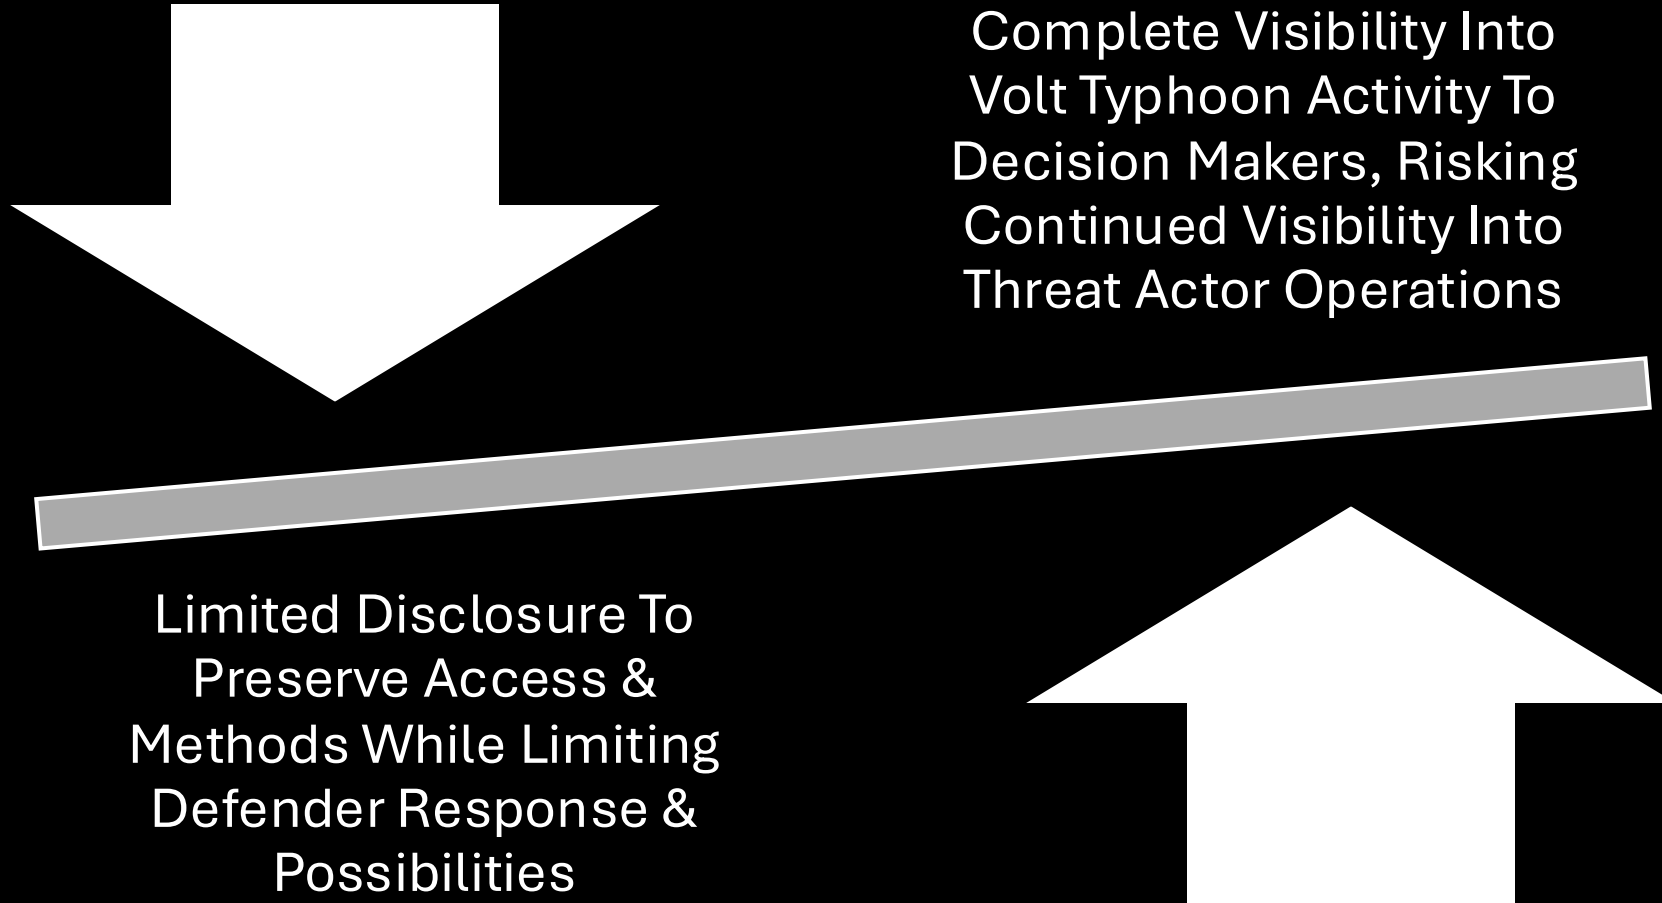 Complete Visibility Into
Volt Typhoon Activity To
Decision Makers, Risking
Continued Visibility Into
Threat Actor Operations
Limited Disclosure To
Preserve Access &
Methods While Limiting
Defender Response &
Possibilities